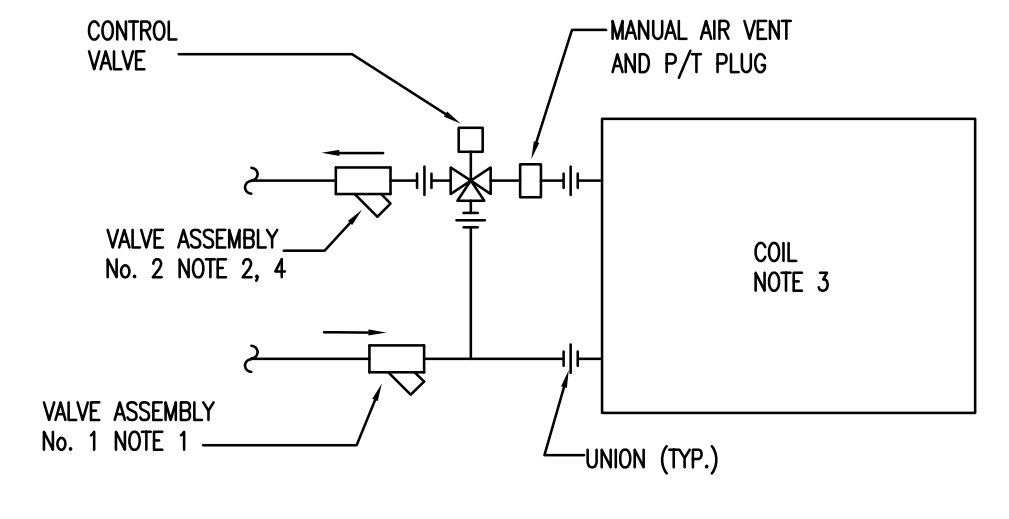 CONTROL
VALVE
MANUAL AIR VENT
AND P/T PLUG
VALVE ASSEMBLY
No. 2 NOTE 2, 4
COIL
NOTE 3
VALVE ASSEMBLY
No. 1 NOTE 1
UNION (TYP.)